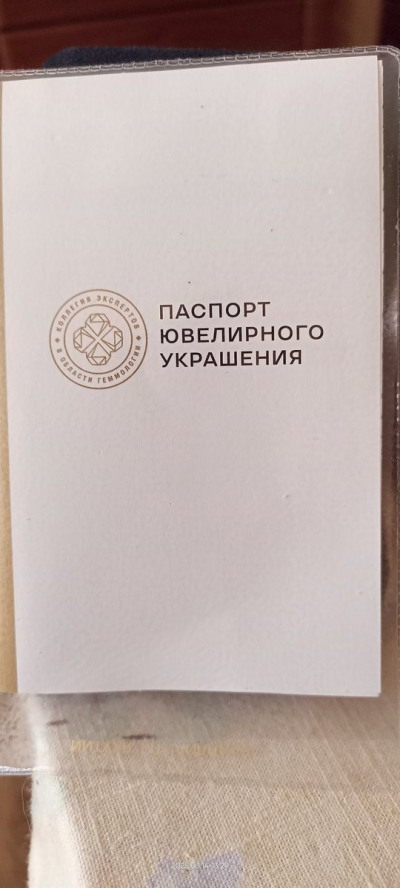 КОЛЛЕГИЯ ЭКСПЕРТОВ
В ОБЛАСТИ ГЕММОЛОГИИ
ПАСПОРТ
ЮВЕЛИРНОГО
УКРАШЕНИЯ